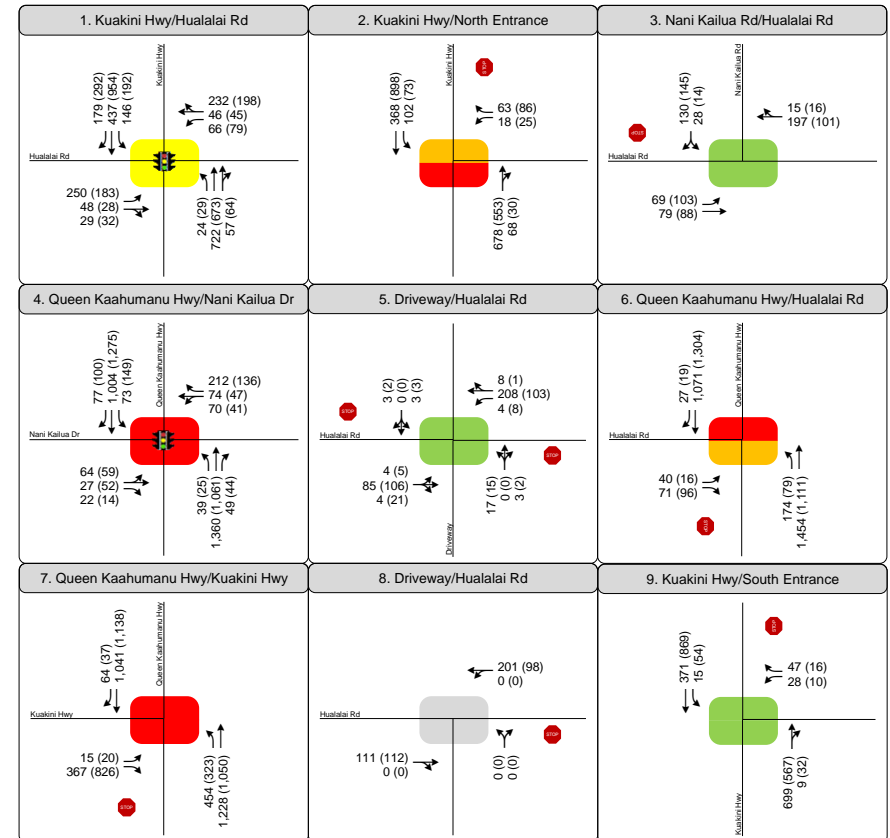 1. Kuakini Hwy/Hualalai Rd
179 (292)
437 (954)
146 (192)
Kuakini Hwy
232 (198)
46 (45)
66 (79)
Hualalai Rd
250 (183)
48 (28)
29 (32)
24 (29)
722 (673)
57 (64)
2. Kuakini Hwy/North Entrance
368 (898)
102 (73)
Kuakini Hwy
STOP
63 (86)
18 (25)
678 (553)
68 (30)
3. Nani Kailua Rd/Hualalai Rd
130 (145)
28 (14)
Nani Kailua Rd
STOP
15 (16)
197 (101)
Hualalai Rd
69 (103)
79 (88)
4. Queen Kaahumanu Hwy/Nani Kailua Dr
77 (100)
1,004 (1,275)
73 (149)
Queen Kaahumanu Hwy
212 (136)
74 (47)
70 (41)
Nani Kailua Dr
64 (59)
27 (52)
22 (14)
39 (25)
1,360 (1,061)
49 (44)
5. Driveway/Hualalai Rd
3 (2)
0 (0)
3 (3)
STOP
8 (1)
208 (103)
4 (8)
Hualalai Rd
STOP
4 (5)
85 (106)
4 (21)
17 (15)
0 (0)
3 (2)
Driveway
6. Queen Kaahumanu Hwy/Hualalai Rd
27 (19)
1,071 (1,304)
Queen Kaahumanu Hwy
Hualalai Rd
40 (16)
71 (96)
STOP
174 (79)
1,454 (1,111)
7. Queen Kaahumanu Hwy/Kuakini Hwy
64 (37)
1,041 (1,138)
Queen Kaahumanu Hwy
Kuakini Hwy
15 (20)
367 (826)
STOP
454 (323)
1,228 (1,050)
8. Driveway/Hualalai Rd
201 (98)
0 (0)
Hualalai Rd
STOP
111 (112)
0 (0)
0 (0)
0 (0)
9. Kuakini Hwy/South Entrance
371 (869)
15 (54)
STOP
47 (16)
28 (10)
699 (567)
9 (32)
Kuakini Hwy